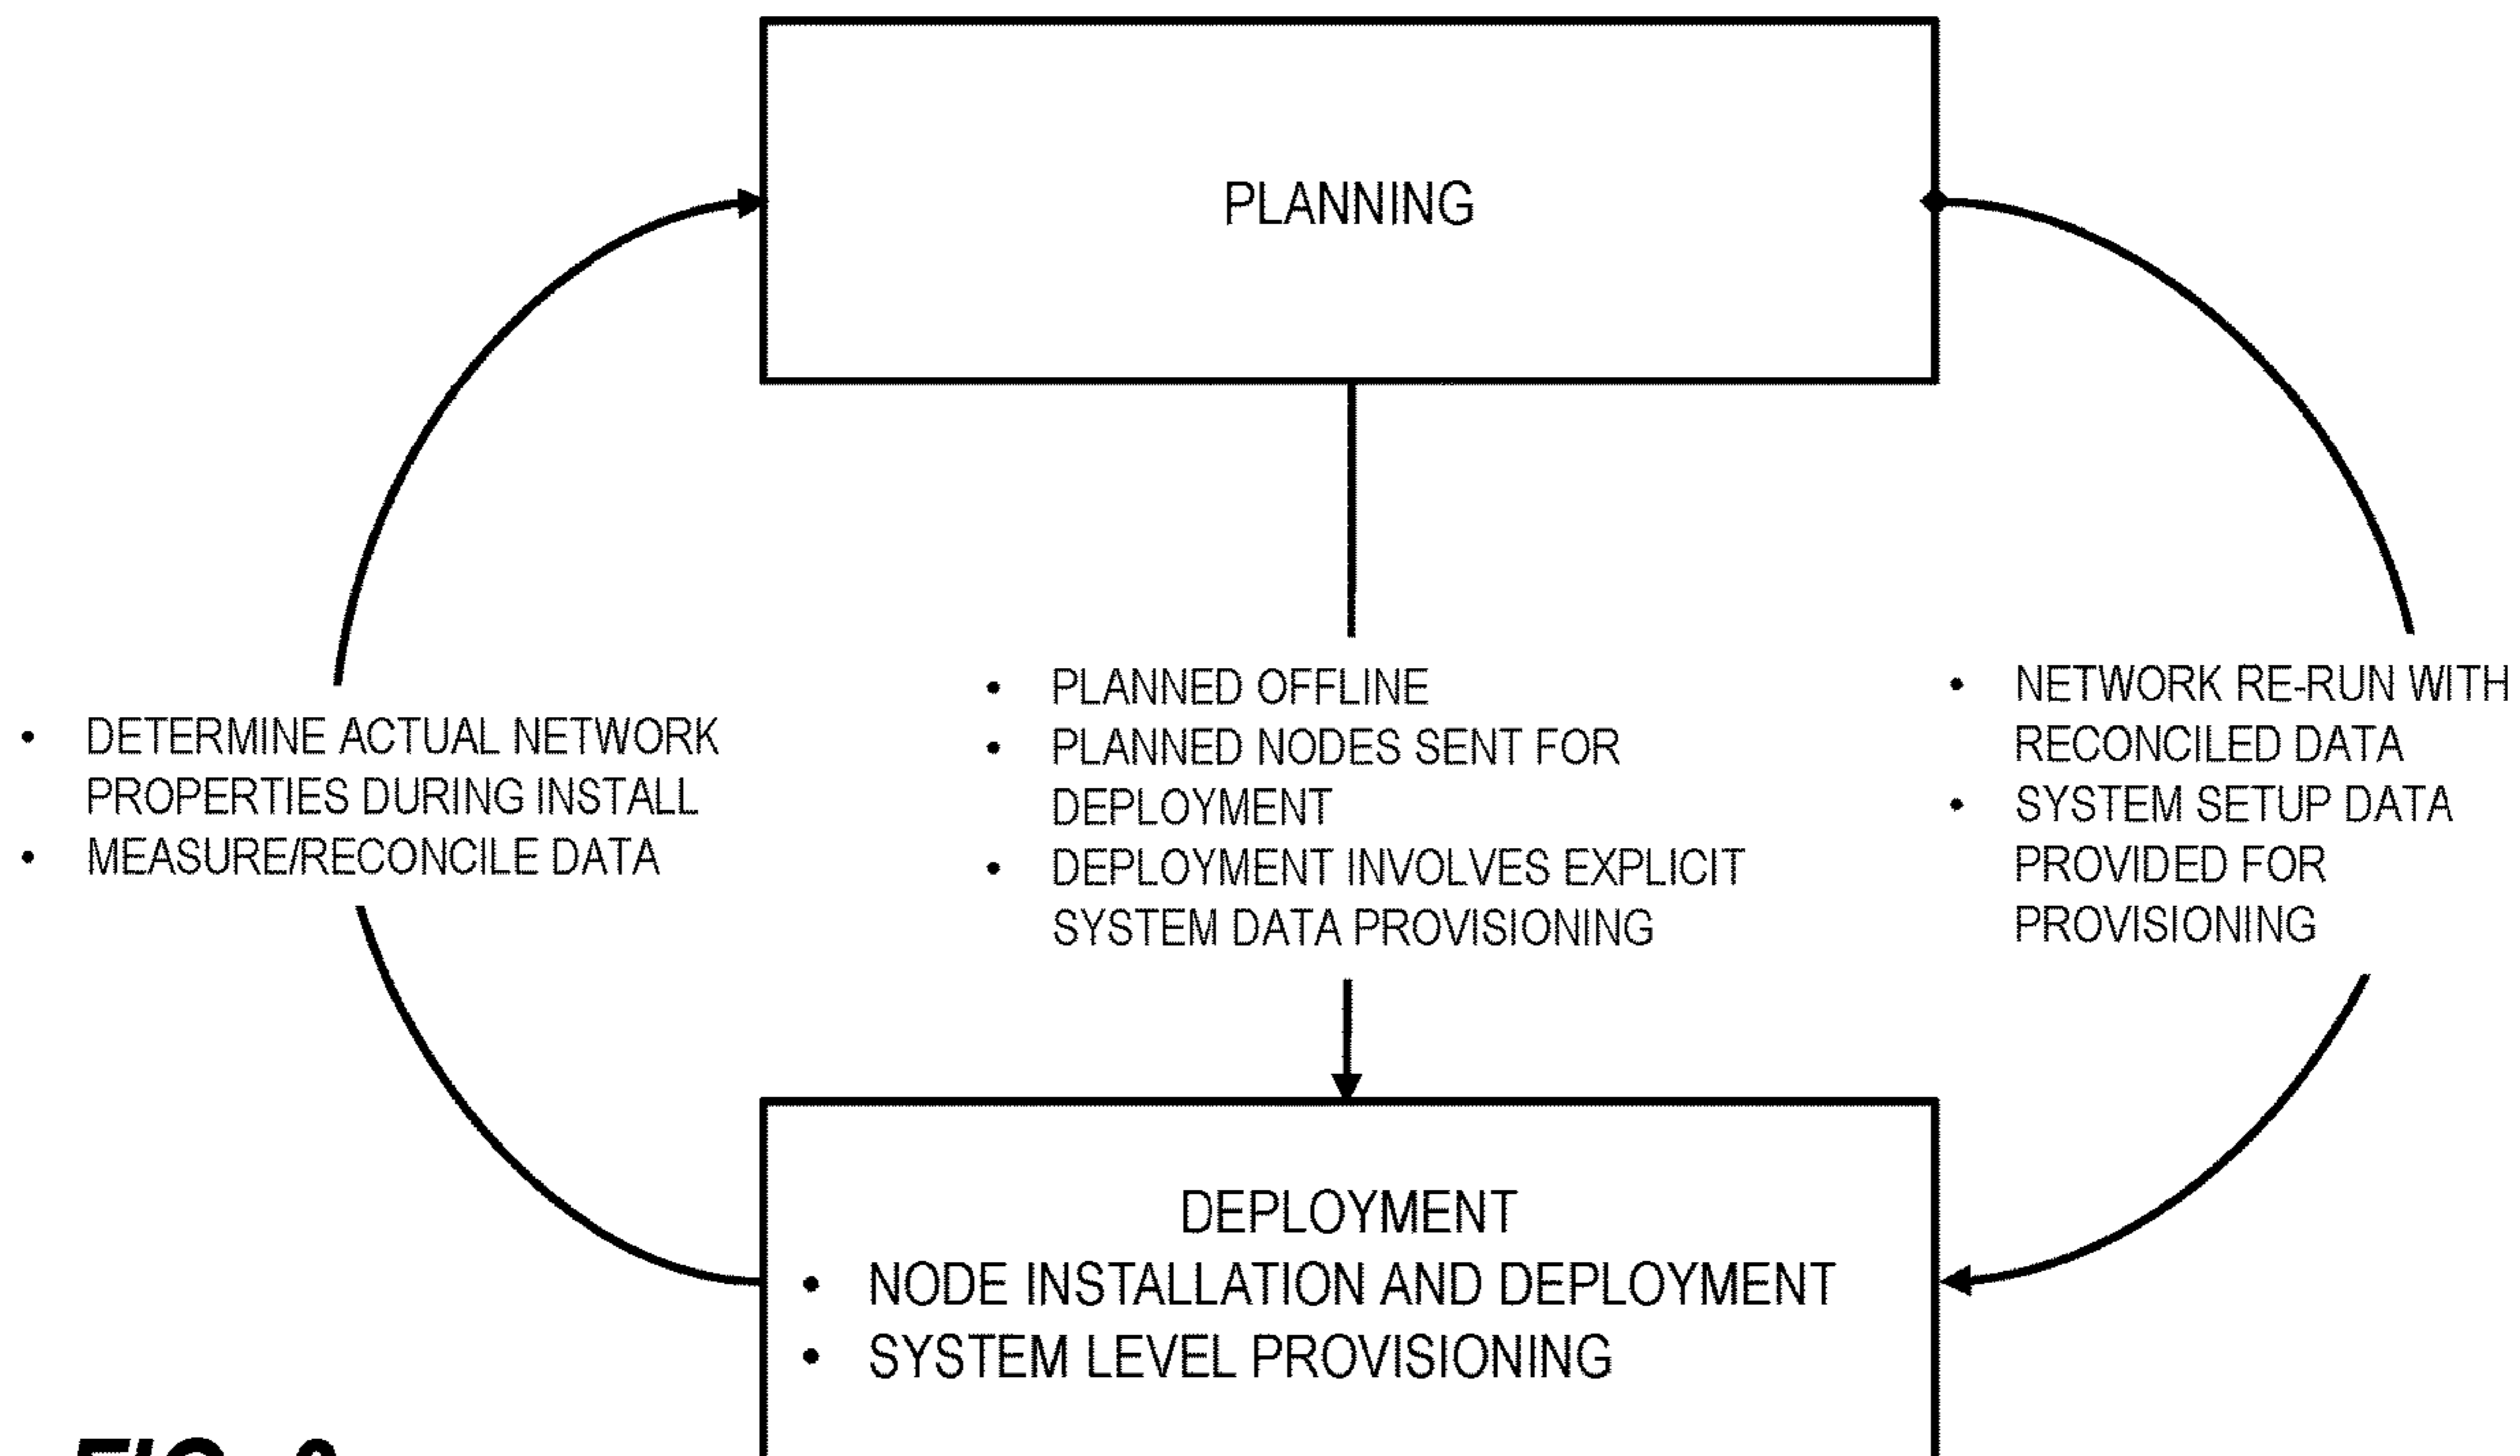 PLANNING
• DETERMINE ACTUAL NETWORK
PROPERTIES DURING INSTALL
• MEASURE/RECONCILE DATA
• PLANNED OFFLINE
• PLANNED NODES SENT FOR
DEPLOYMENT
• DEPLOYMENT INVOLVES EXPLICIT
SYSTEM DATA PROVISIONING
• NETWORK RE-RUN WITH
RECONCILED DATA
• SYSTEM SETUP DATA
PROVIDED FOR
PROVISIONING
DEPLOYMENT
• NODE INSTALLATION AND DEPLOYMENT
• SYSTEM LEVEL PROVISIONING
FIG.